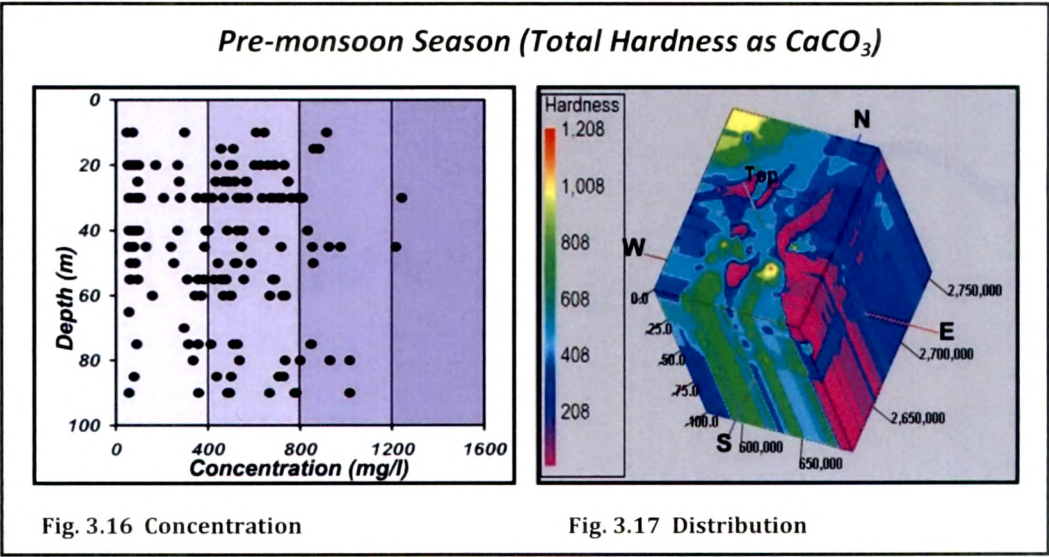 Pre-monsoon Season (Total Hardness as CaCO₃)
0
20
40
60
80
100
Depth (m)
0 400 800 1200 1600
Concentration (mg/l)
Hardness
1,208
1,008
808
608
408
208
N
Top
W
E
S
0.0
25.0
50.0
75.0
100.0
600,000
650,000
2,650,000
2,700,000
2,750,000
Fig. 3.16 Concentration
Fig. 3.17 Distribution